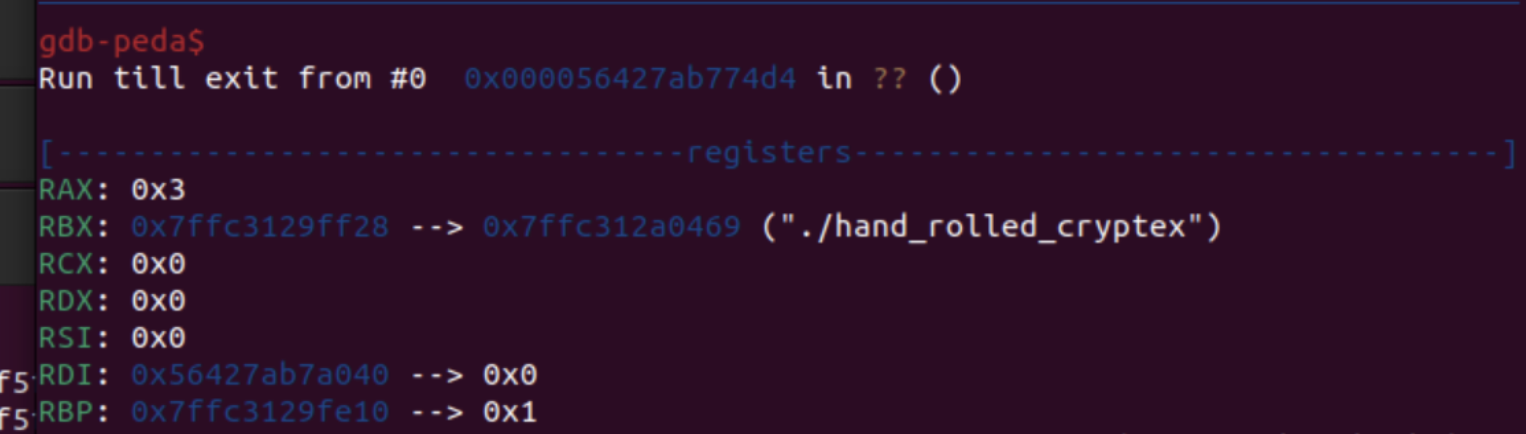 gdb-peda$
Run till exit from #0  0x000056427ab774d4 in ?? ()
[----------------------------------registers-----------------------------------]
RAX: 0x3
RBX: 0x7ffc3129ff28 --> 0x7ffc312a0469 ("./hand_rolled_cryptex")
RCX: 0x0
RDX: 0x0
RSI: 0x0
f5
RDI: 0x56427ab7a040 --> 0x0
f5
RBP: 0x7ffc3129fe10 --> 0x1